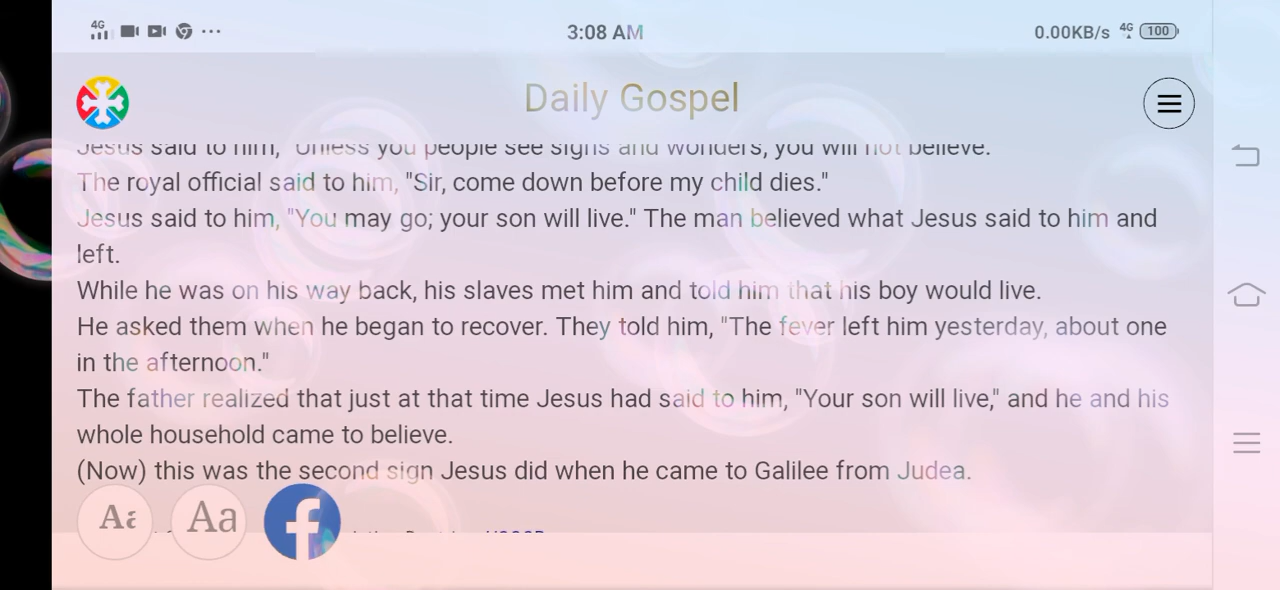 4G 3:08 AM 0.00KB/s 4G 100
Daily Gospel
Jesus said to him, "Unless you people see signs and wonders, you will not believe."
The royal official said to him, "Sir, come down before my child dies."
Jesus said to him, "You may go; your son will live." The man believed what Jesus said to him and
left.
While he was on his way back, his slaves met him and told him that his boy would live.
He asked them when he began to recover. They told him, "The fever left him yesterday, about one
in the afternoon."
The father realized that just at that time Jesus had said to him, "Your son will live," and he and his
whole household came to believe.
(Now) this was the second sign Jesus did when he came to Galilee from Judea.
Aa Aa f